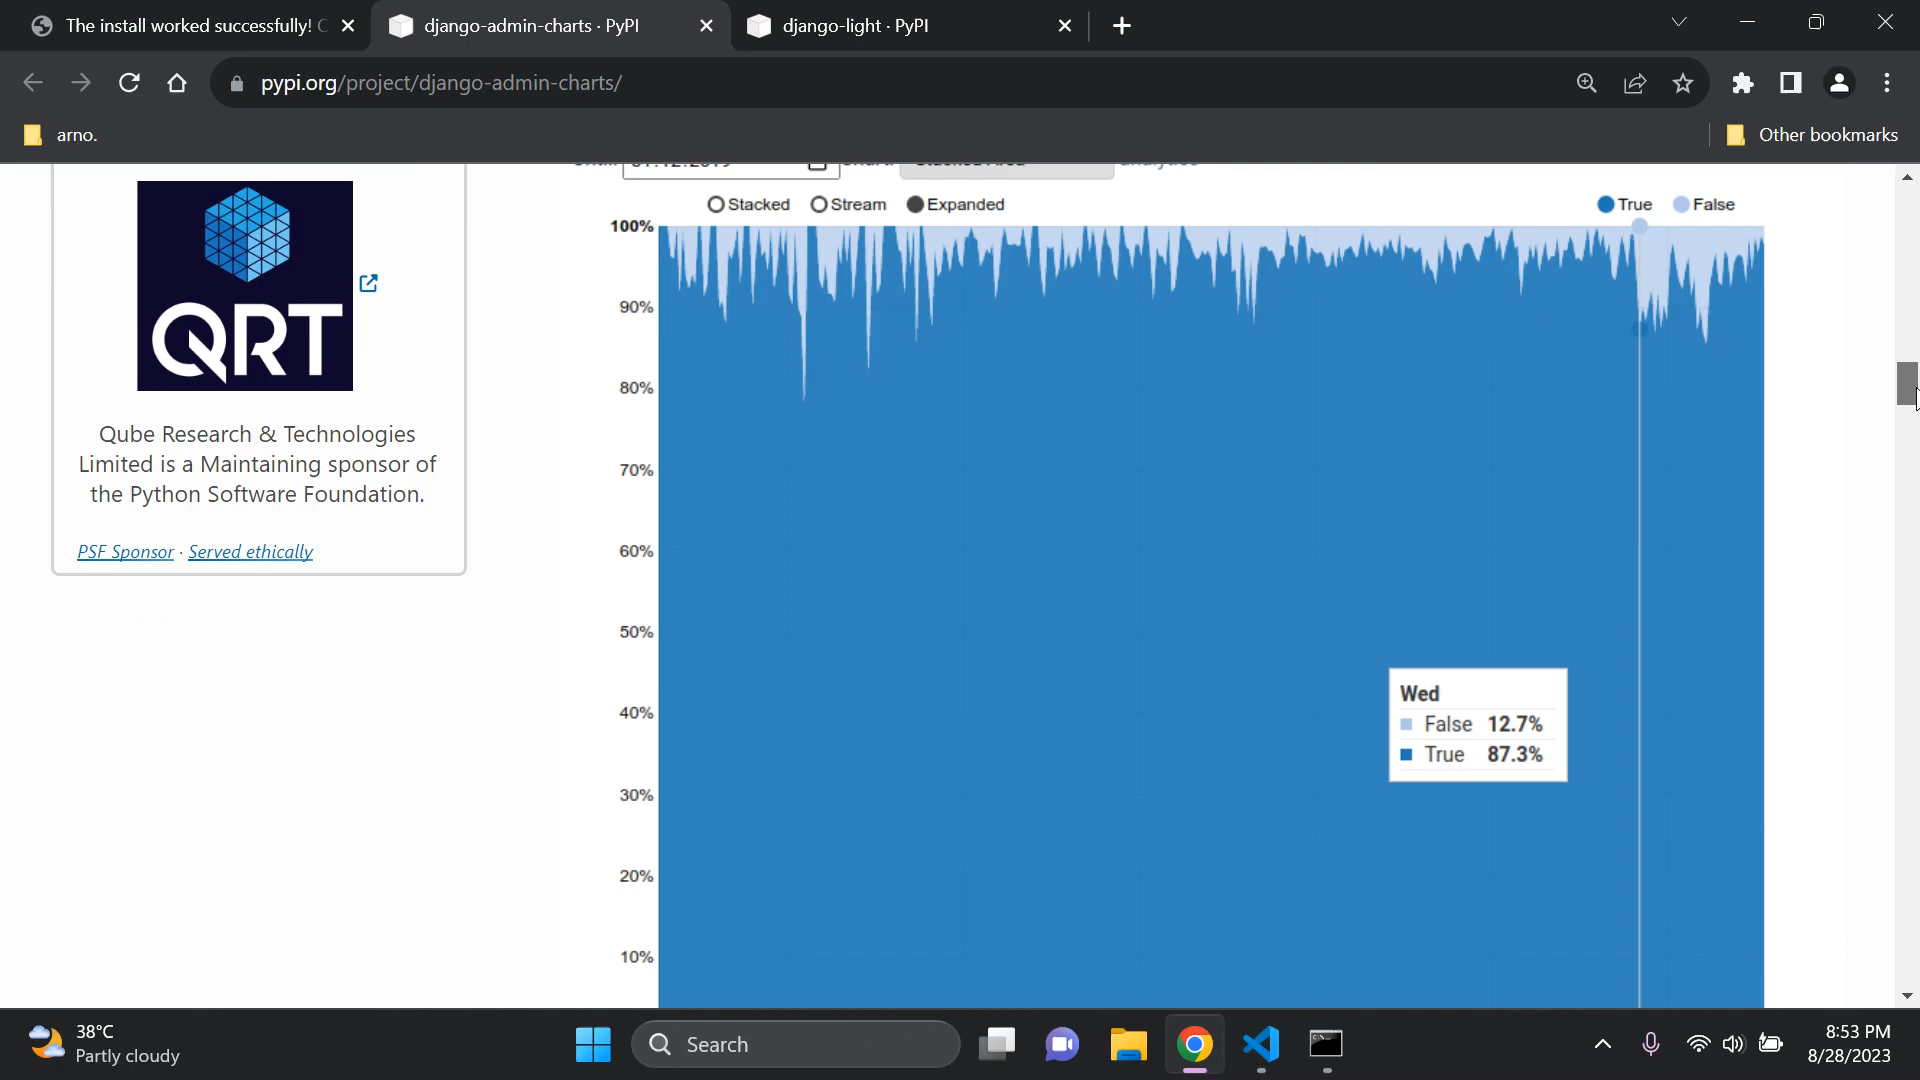 The install worked successfully!
django-admin-charts · PyPI
django-light · PyPI
pypi.org/project/django-admin-charts/
arno.
Other bookmarks
QRT
Qube Research & Technologies
Limited is a Maintaining sponsor of
the Python Software Foundation.
PSF Sponsor · Served ethically
Stacked Stream Expanded
True False
100%
90%
80%
70%
60%
50%
40%
30%
20%
10%
Wed
False 12.7%
True 87.3%
38°C
Partly cloudy
Search
8:53 PM
8/28/2023